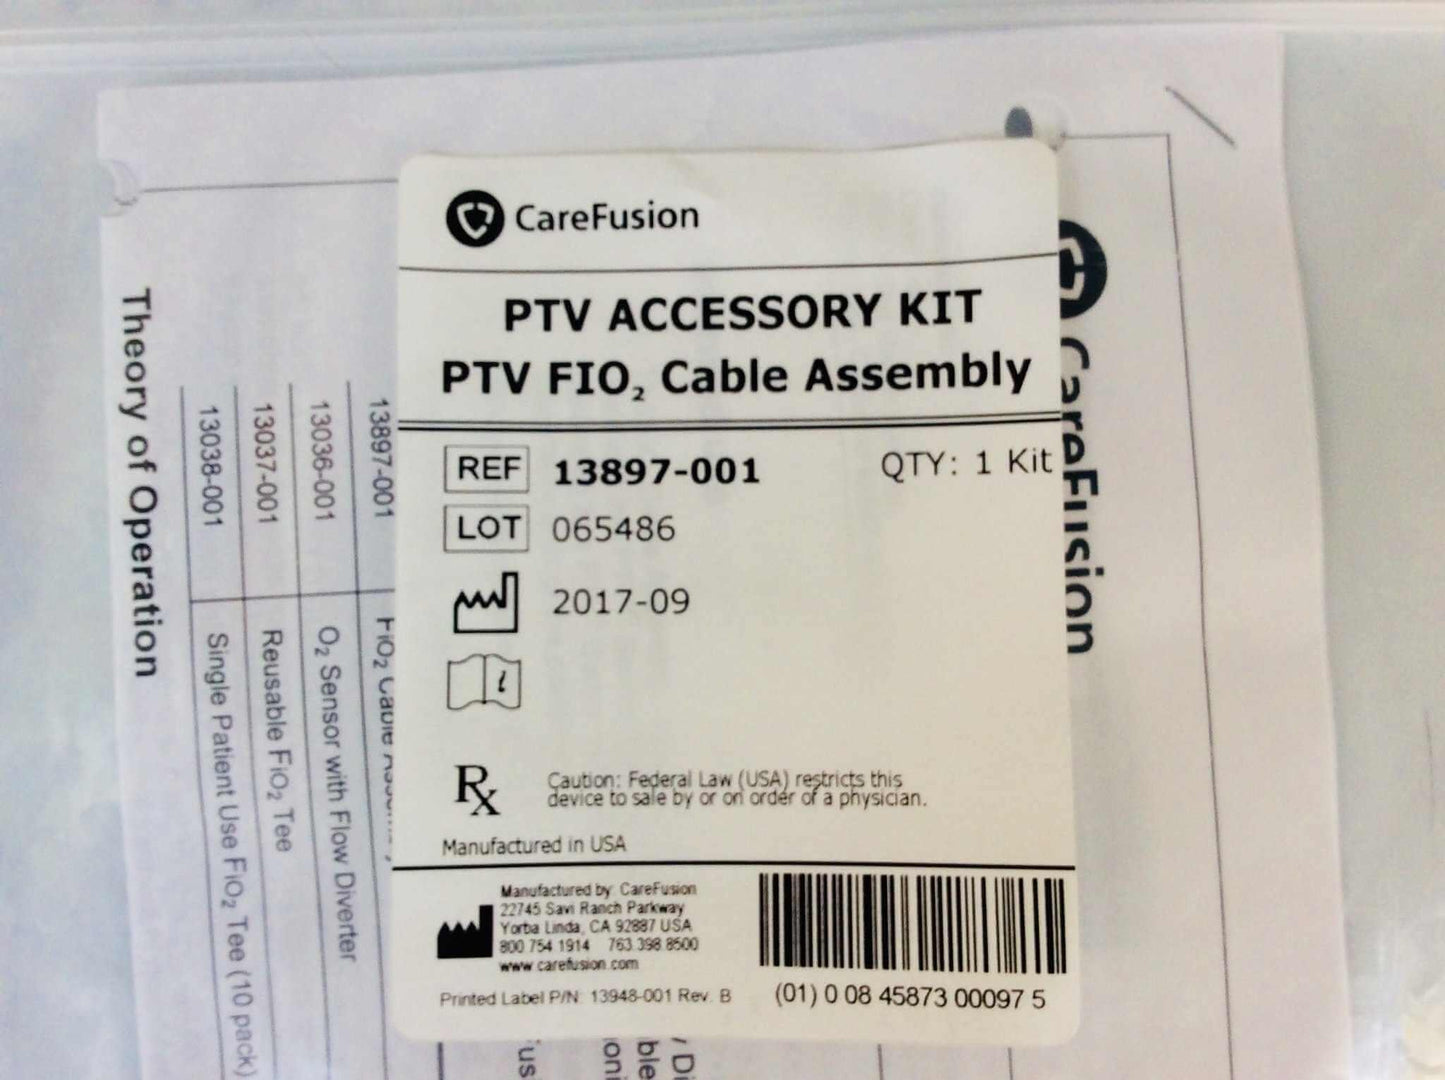 CareFusion
PTV ACCESSORY KIT
PTV FIO₂ Cable Assembly
REF 13897-001 QTY: 1 Kit
LOT 065486
2017-09
Rx Caution: Federal Law (USA) restricts this
device to sale by or on order of a physician.
Manufactured in USA
Manufactured by CareFusion
22745 Savi Ranch Parkway
Yorba Linda, CA 92887 USA
800 754 1914 763 398 8500
www.carefusion.com
Printed Label P/N: 13948-001 Rev. B
(01) 0 08 45873 00097 5
CareFusion
13897-001 FiO₂ Cable
13036-001 O₂ Sensor with Flow Diverter
13037-001 Reusable FiO₂ Tee
13038-001 Single Patient Use FiO₂ Tee (10 pack)
Theory of Operation